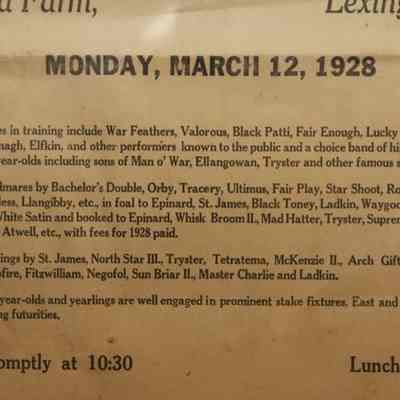 Farm, Lexing
MONDAY, MARCH 12, 1928
es in training include War Feathers, Valorous, Black Patti, Fair Enough, Lucky
nagh, Elfkin, and other performers known to the public and a choice band of hi
year-olds including sons of Man o' War, Ellangowan, Tryster and other famous s
dmares by Bachelor's Double, Orby, Tracery, Ultimus, Fair Play, Star Shoot, Ro
less, Llangibby, etc., in foal to Epinard, St. James, Black Toney, Ladkin, Waygoo
White Satin and booked to Epinard, Whisk Broom II., Mad Hatter, Tryster, Suprem
Atwell, etc., with fees for 1928 paid.
ings by St. James, North Star III., Tryster, Tetratema, McKenzie II., Arch Gift
pfire, Fitzwilliam, Negofol, Sun Briar II., Master Charlie and Ladkin.
year-olds and yearlings are well engaged in prominent stake fixtures. East and
ng futurities.
omptly at 10:30 Lunch